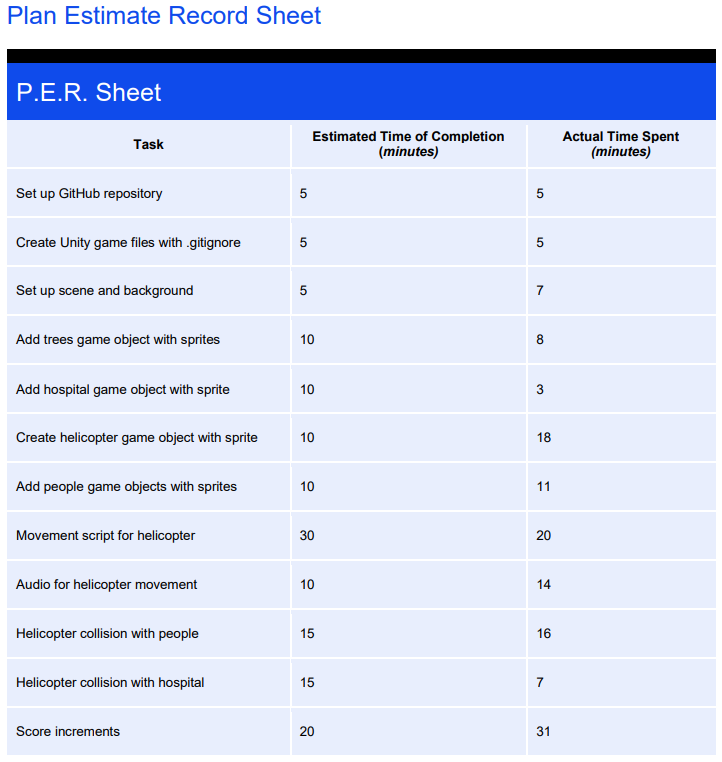 Plan Estimate Record Sheet
P.E.R. Sheet
Task
Estimated Time of Completion
(minutes)
Actual Time Spent
(minutes)
Set up GitHub repository 5 5
Create Unity game files with .gitignore 5 5
Set up scene and background 5 7
Add trees game object with sprites 10 8
Add hospital game object with sprite 10 3
Create helicopter game object with sprite 10 18
Add people game objects with sprites 10 11
Movement script for helicopter 30 20
Audio for helicopter movement 10 14
Helicopter collision with people 15 16
Helicopter collision with hospital 15 7
Score increments 20 31